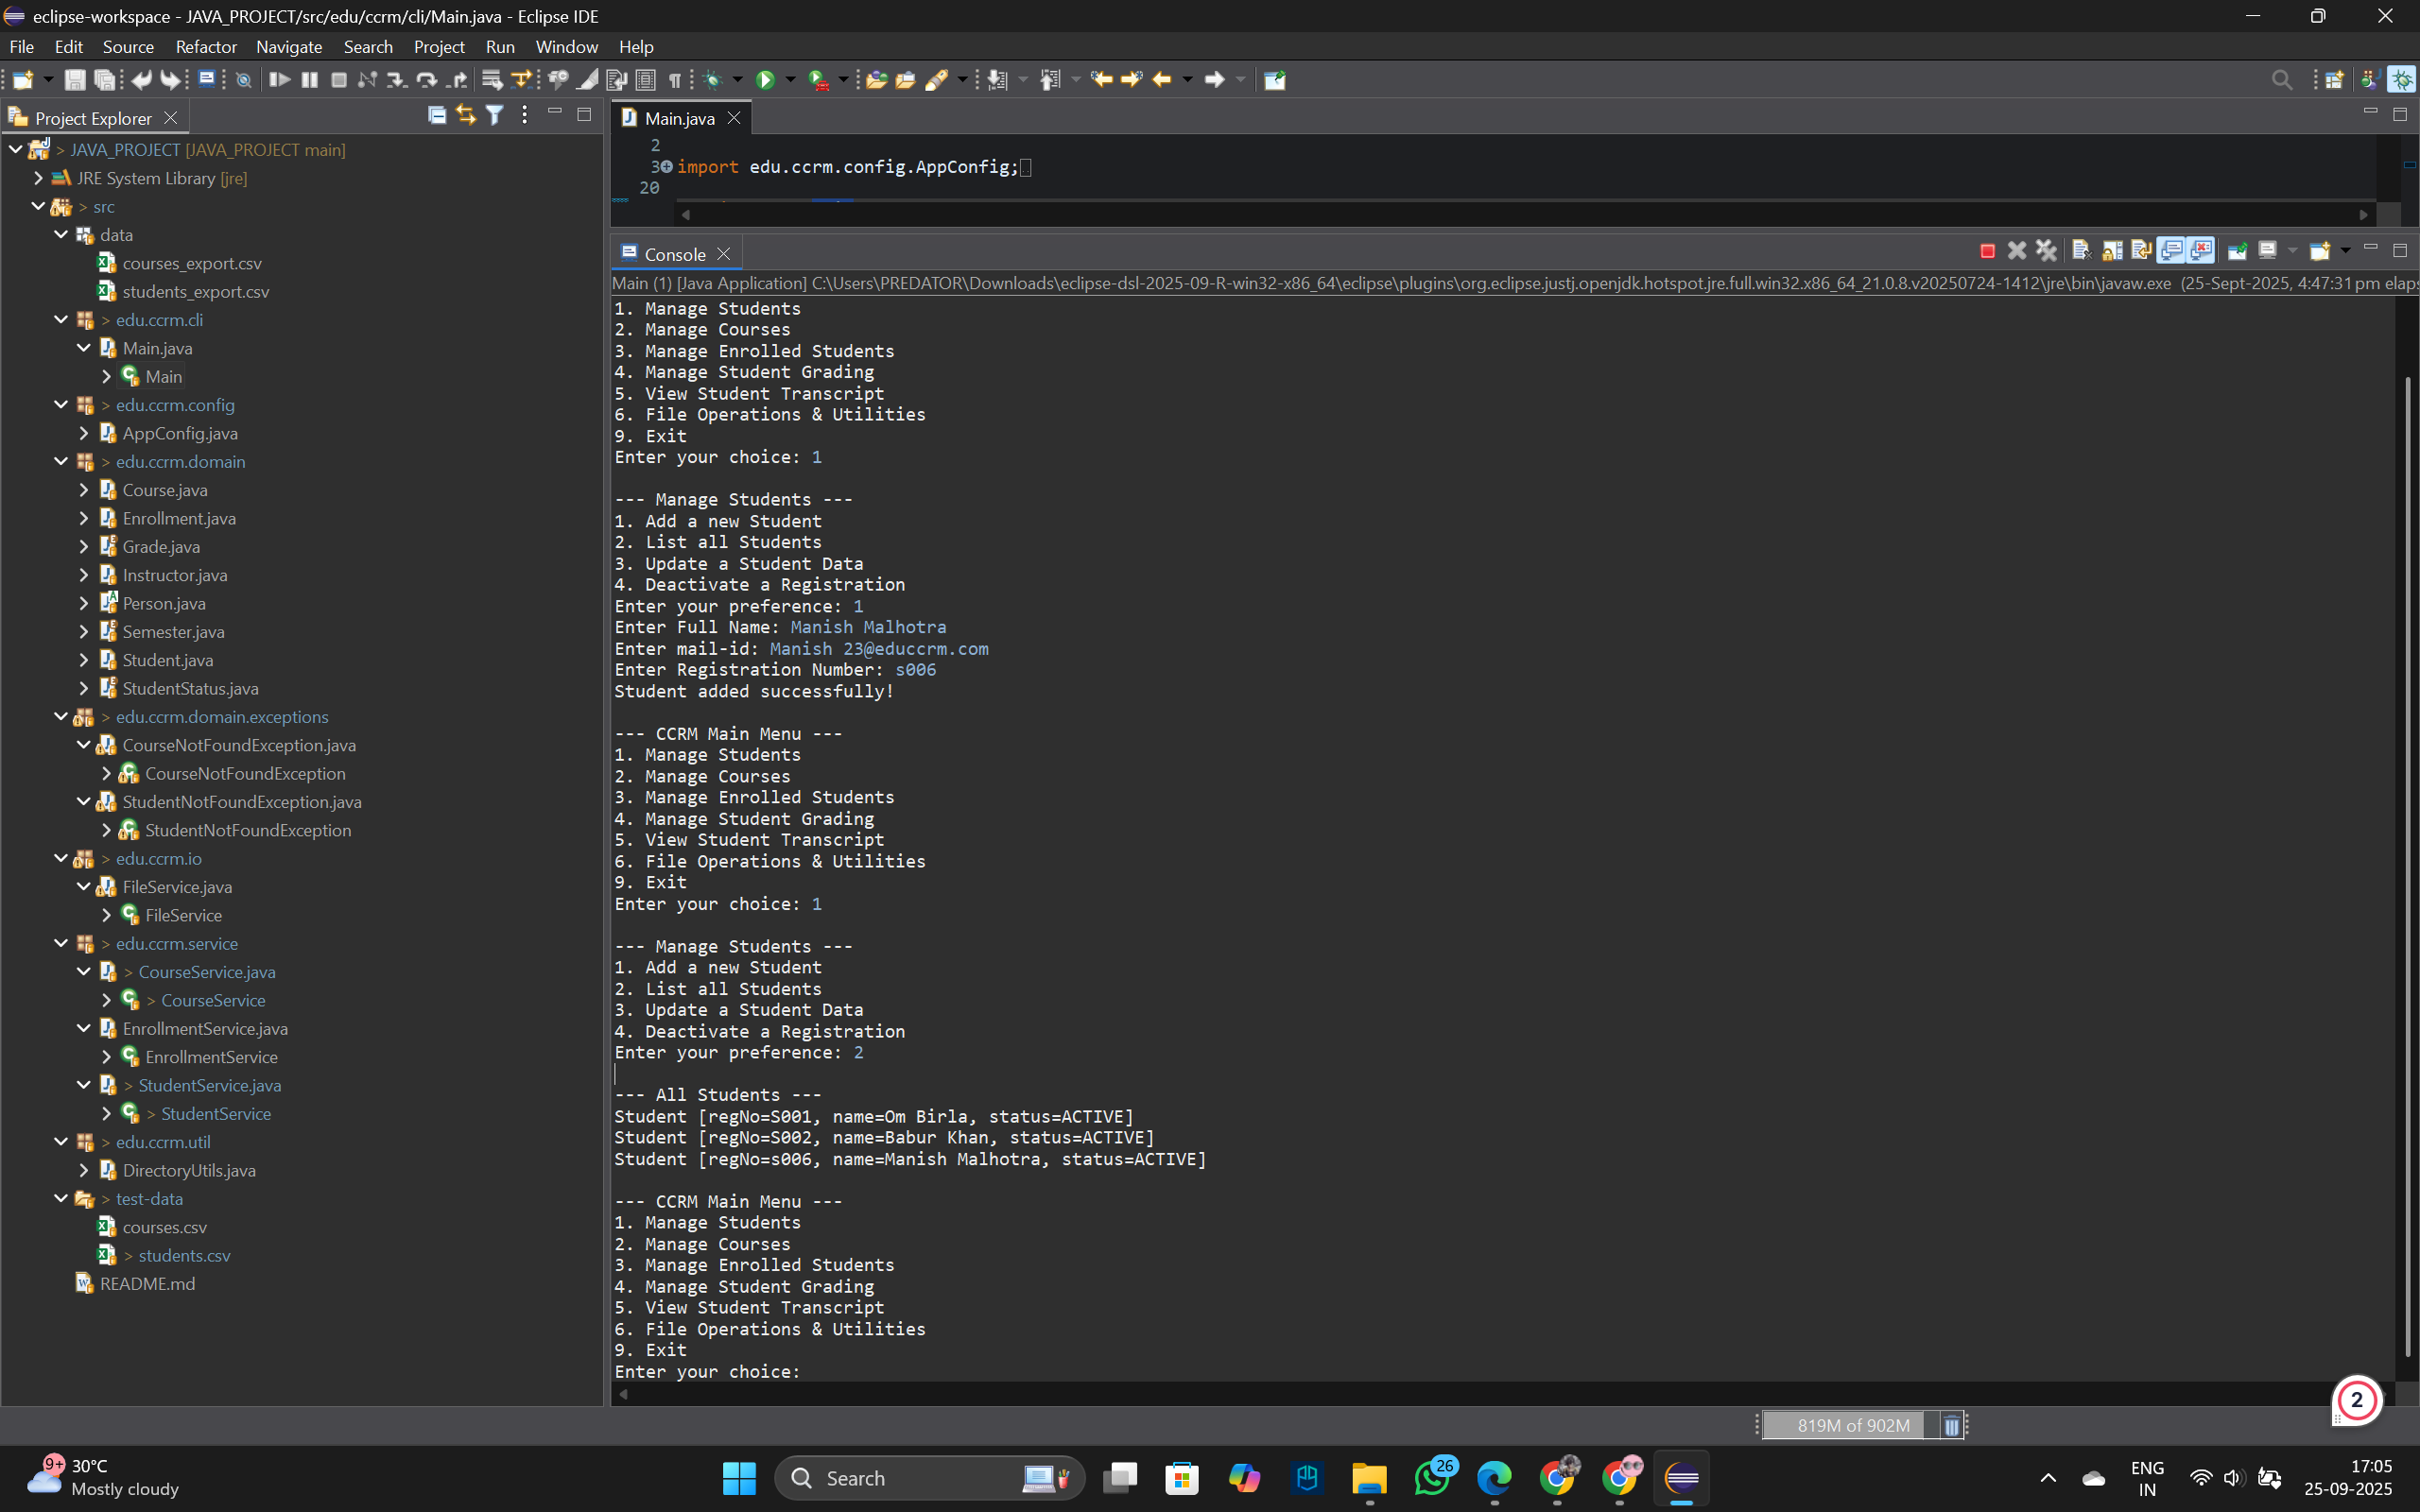 eclipse-workspace - JAVA_PROJECT/src/edu/ccrm/cli/Main.java - Eclipse IDE
File Edit Source Refactor Navigate Search Project Run Window Help
Project Explorer
> JAVA_PROJECT [JAVA_PROJECT main]
JRE System Library [jre]
> src
data
courses_export.csv
students_export.csv
> edu.ccrm.cli
Main.java
Main
> edu.ccrm.config
AppConfig.java
> edu.ccrm.domain
Course.java
Enrollment.java
Grade.java
Instructor.java
Person.java
Semester.java
Student.java
StudentStatus.java
> edu.ccrm.domain.exceptions
CourseNotFoundException.java
CourseNotFoundException
StudentNotFoundException.java
StudentNotFoundException
> edu.ccrm.io
FileService.java
FileService
> edu.ccrm.service
> CourseService.java
> CourseService
EnrollmentService.java
EnrollmentService
> StudentService.java
> StudentService
> edu.ccrm.util
DirectoryUtils.java
> test-data
courses.csv
> students.csv
README.md
Main.java
2
3 import edu.ccrm.config.AppConfig;
20
Console
Main (1) [Java Application] C:\Users\PREDATOR\Downloads\eclipse-dsl-2025-09-R-win32-x86_64\eclipse\plugins\org.eclipse.justj.openjdk.hotspot.jre.full.win32.x86_64_21.0.8.v20250724-1412\jre\bin\javaw.exe (25-Sept-2025, 4:47:31 pm elaps
1. Manage Students
2. Manage Courses
3. Manage Enrolled Students
4. Manage Student Grading
5. View Student Transcript
6. File Operations & Utilities
9. Exit
Enter your choice: 1
--- Manage Students ---
1. Add a new Student
2. List all Students
3. Update a Student Data
4. Deactivate a Registration
Enter your preference: 1
Enter Full Name: Manish Malhotra
Enter mail-id: Manish 23@educcrm.com
Enter Registration Number: s006
Student added successfully!
--- CCRM Main Menu ---
1. Manage Students
2. Manage Courses
3. Manage Enrolled Students
4. Manage Student Grading
5. View Student Transcript
6. File Operations & Utilities
9. Exit
Enter your choice: 1
--- Manage Students ---
1. Add a new Student
2. List all Students
3. Update a Student Data
4. Deactivate a Registration
Enter your preference: 2
--- All Students ---
Student [regNo=S001, name=Om Birla, status=ACTIVE]
Student [regNo=S002, name=Babur Khan, status=ACTIVE]
Student [regNo=s006, name=Manish Malhotra, status=ACTIVE]
--- CCRM Main Menu ---
1. Manage Students
2. Manage Courses
3. Manage Enrolled Students
4. Manage Student Grading
5. View Student Transcript
6. File Operations & Utilities
9. Exit
Enter your choice:
2
819M of 902M
9+
30°C
Mostly cloudy
Search
26
ENG
IN
17:05
25-09-2025